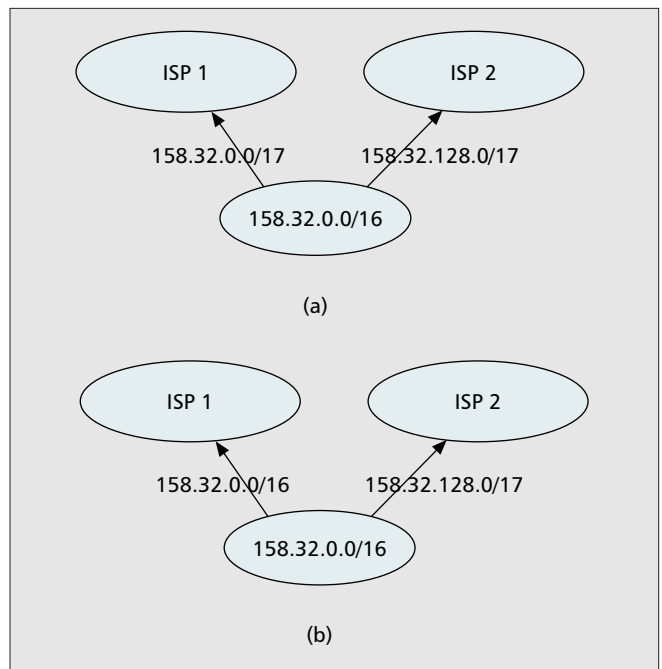 ISP 1
ISP 2
158.32.0.0/17
158.32.128.0/17
158.32.0.0/16
(a)
ISP 1
ISP 2
158.32.0.0/16
158.32.128.0/17
158.32.0.0/16
(b)